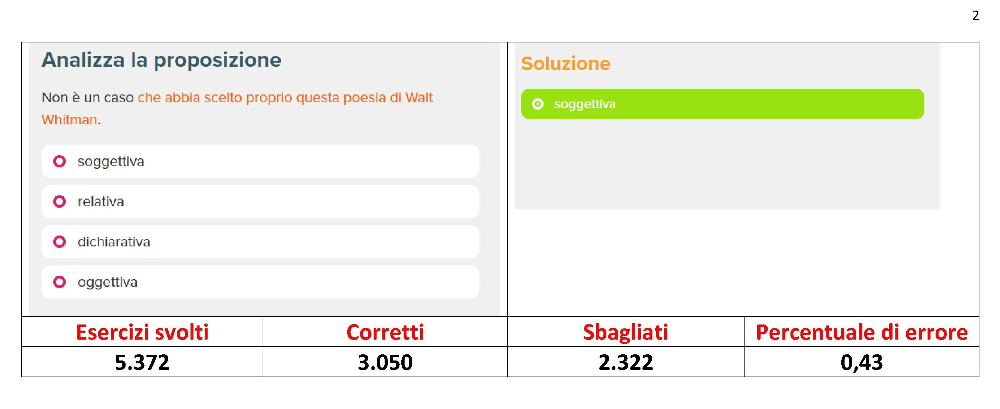 2
Analizza la proposizione
Non è un caso che abbia scelto proprio questa poesia di Walt
Whitman.
soggettiva
relativa
dichiarativa
oggettiva
Soluzione
soggettiva
Esercizi svolti
Corretti
Sbagliati
Percentuale di errore
5.372
3.050
2.322
0,43